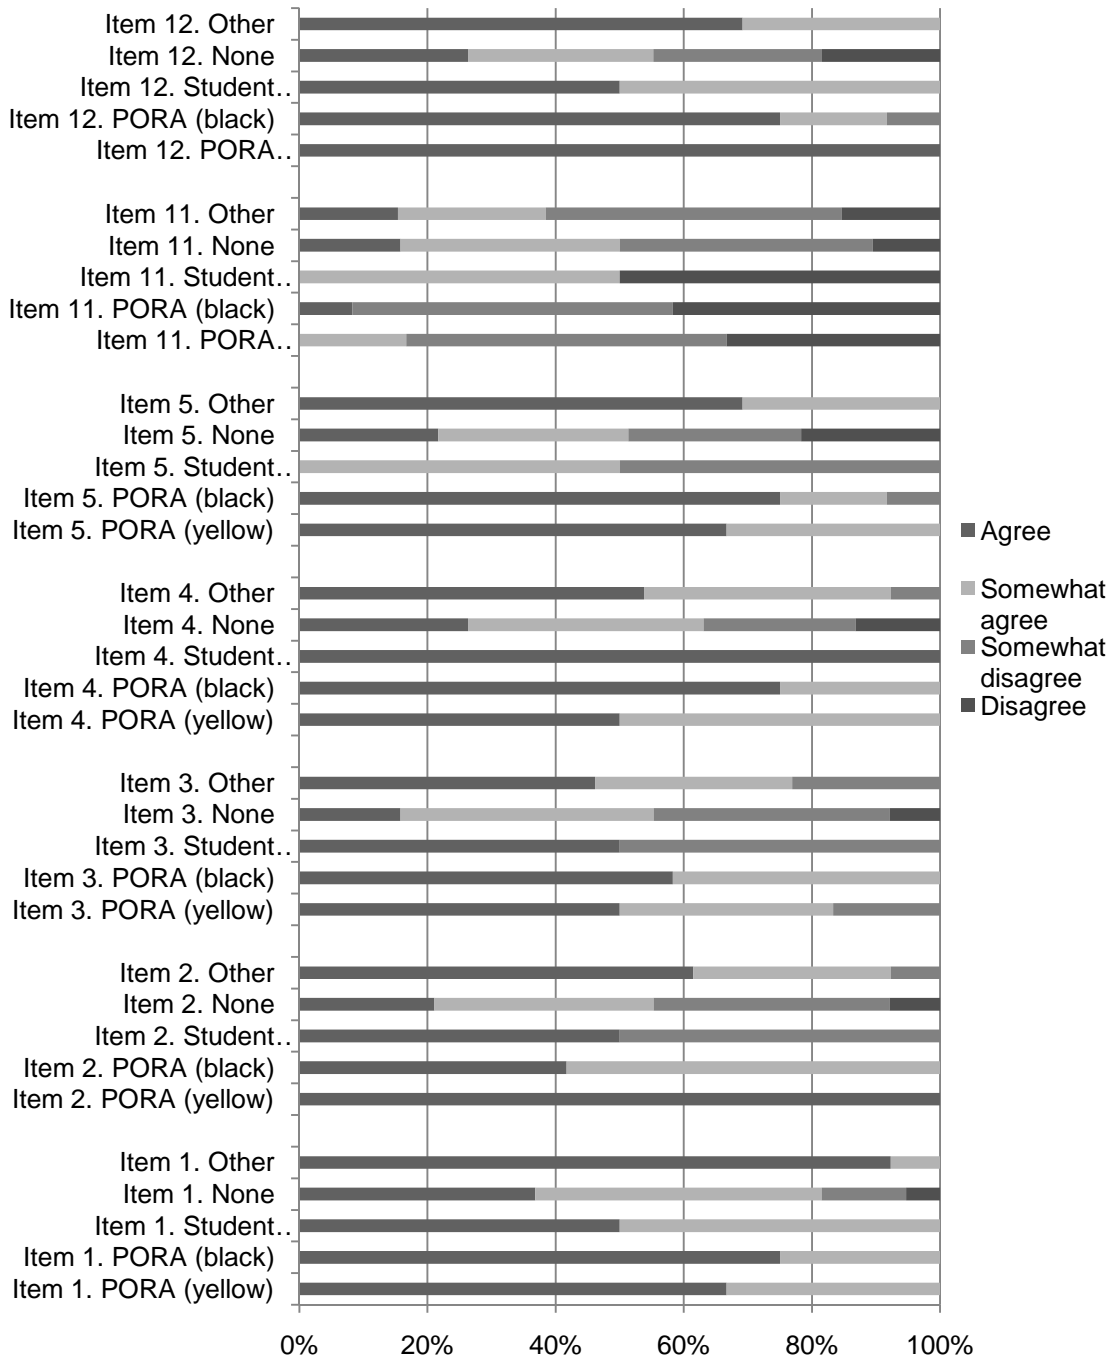 Item 12. Other
Item 12. None
Item 12. Student..
Item 12. PORA (black)
Item 12. PORA..
Item 11. Other
Item 11. None
Item 11. Student..
Item 11. PORA (black)
Item 11. PORA..
Item 5. Other
Item 5. None
Item 5. Student..
Item 5. PORA (black)
Item 5. PORA (yellow)
Item 4. Other
Item 4. None
Item 4. Student..
Item 4. PORA (black)
Item 4. PORA (yellow)
Item 3. Other
Item 3. None
Item 3. Student..
Item 3. PORA (black)
Item 3. PORA (yellow)
Item 2. Other
Item 2. None
Item 2. Student..
Item 2. PORA (black)
Item 2. PORA (yellow)
Item 1. Other
Item 1. None
Item 1. Student..
Item 1. PORA (black)
Item 1. PORA (yellow)
0% 20% 40% 60% 80% 100%
Agree
Somewhat
agree
Somewhat
disagree
Disagree